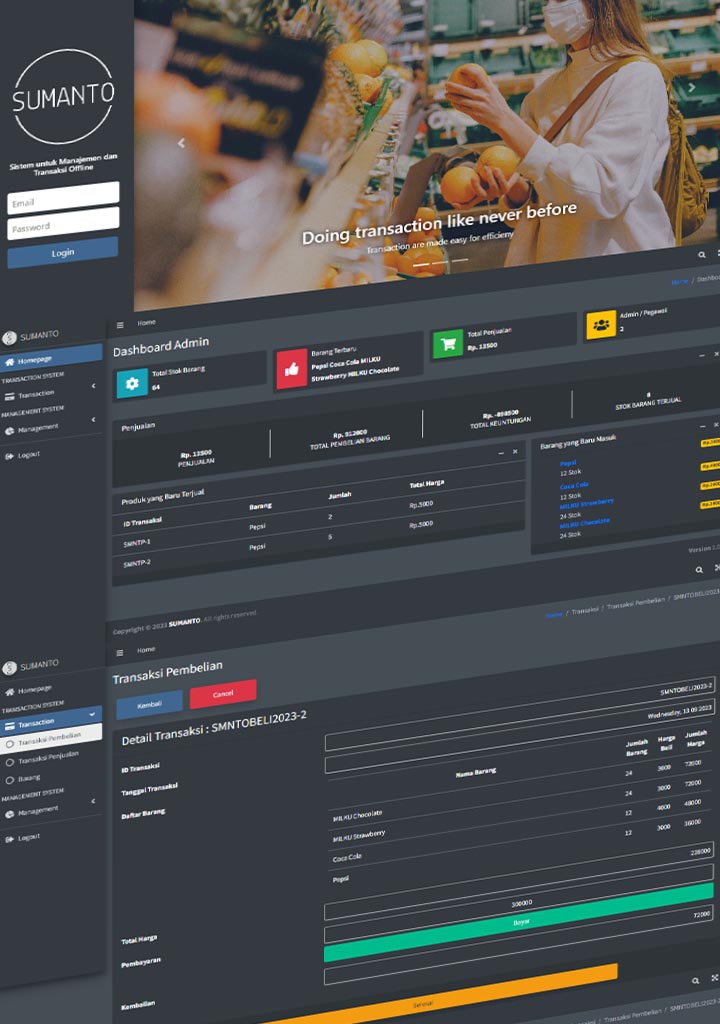 SUMANTO
Sistem untuk Manajemen dan
Transaksi Offline
Email
Password
Login
Doing transaction like never before
Transaction are made easy for efficieny
Home / Dashboard
SUMANTO
Homepage
TRANSACTION SYSTEM
Transaction
MANAGEMENT SYSTEM
Management
Logout
Home
Dashboard Admin
Total Stok Barang
64
Barang Terbaru
Pepsi Coca Cola MILKU
Strawberry MILKU Chocolate
Total Penjualan
Rp. 13500
Admin / Pegawai
2
Penjualan
Rp. 13500
PENJUALAN
Rp. 912000
TOTAL PEMBELIAN BARANG
Rp. -898500
TOTAL KEUNTUNGAN
8
STOK BARANG TERJUAL
Produk yang Baru Terjual
ID Transaksi Barang Jumlah Total Harga
SMNTP-1 Pepsi 2 Rp.5000
SMNTP-2 Pepsi 5 Rp.5000
Barang yang Baru Masuk
Pepsi
12 Stok
Coca Cola
12 Stok
MILKU Strawberry
24 Stok
MILKU Chocolate
24 Stok
Version 1.0
Copyright © 2033 SUMANTO. All rights reserved.
Home / Transaksi / Transaksi Pembelian / SMNTOBELI2023-2
SUMANTO
Homepage
TRANSACTION SYSTEM
Transaction
Transaksi Pembelian
Transaksi Penjualan
Barang
MANAGEMENT SYSTEM
Management
Logout
Home
Transaksi Pembelian
Kembali
Cancel
Detail Transaksi : SMNTOBELI2023-2
ID Transaksi
SMNTOBELI2023-2
Tanggal Transaksi
Wednesday, 13 09 2023
Daftar Barang
Nama Barang Jumlah Barang Harga Beli Jumlah Harga
MILKU Chocolate 24 3000 72000
MILKU Strawberry 24 3000 72000
Coca Cola 12 4000 48000
Pepsi 12 3000 36000
Total Harga
228000
Pembayaran
300000
Bayar
Kembalian
72000
Selesai
Transaksi / Transaksi Pembelian / SMNTOBELI2023-2